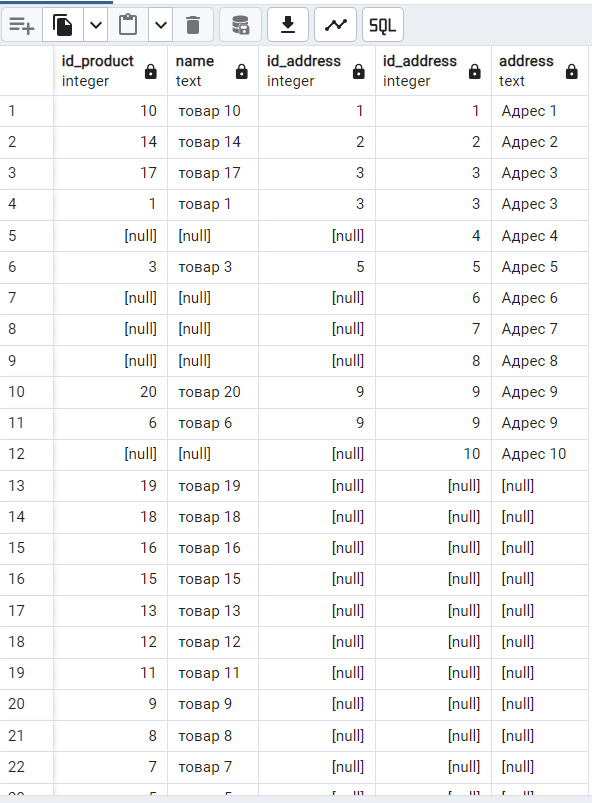 SQL
id_product name id_address id_address address
integer text integer integer text
1 10 товар 10 1 1 Адрес 1
2 14 товар 14 2 2 Адрес 2
3 17 товар 17 3 3 Адрес 3
4 1 товар 1 3 3 Адрес 3
5 [null] [null] [null] 4 Адрес 4
6 3 товар 3 5 5 Адрес 5
7 [null] [null] [null] 6 Адрес 6
8 [null] [null] [null] 7 Адрес 7
9 [null] [null] [null] 8 Адрес 8
10 20 товар 20 9 9 Адрес 9
11 6 товар 6 9 9 Адрес 9
12 [null] [null] [null] 10 Адрес 10
13 19 товар 19 [null] [null] [null]
14 18 товар 18 [null] [null] [null]
15 16 товар 16 [null] [null] [null]
16 15 товар 15 [null] [null] [null]
17 13 товар 13 [null] [null] [null]
18 12 товар 12 [null] [null] [null]
19 11 товар 11 [null] [null] [null]
20 9 товар 9 [null] [null] [null]
21 8 товар 8 [null] [null] [null]
22 7 товар 7 [null] [null] [null]